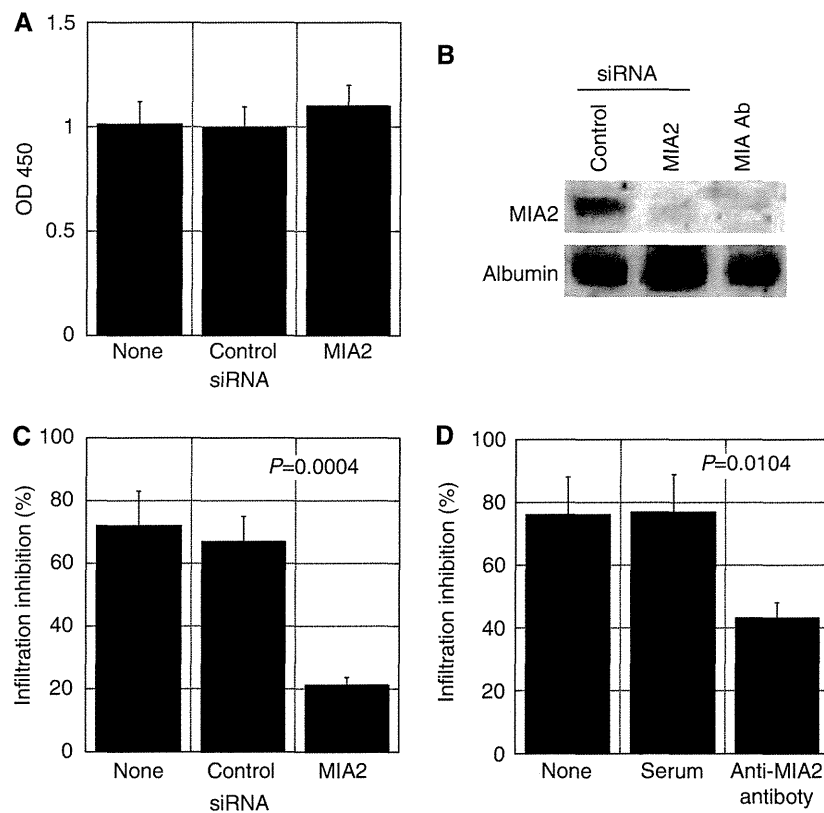 A
1.5
1
0.5
0
OD 450
None
Control
MIA2
siRNA
B
siRNA
Control
MIA2
MIA Ab
MIA2
Albumin
C
100
80
60
40
20
0
Infiltration inhibition (%)
P=0.0004
None
Control
MIA2
siRNA
D
100
80
60
40
20
0
Infiltration inhibition (%)
P=0.0104
None
Serum
Anti-MIA2
antiboty